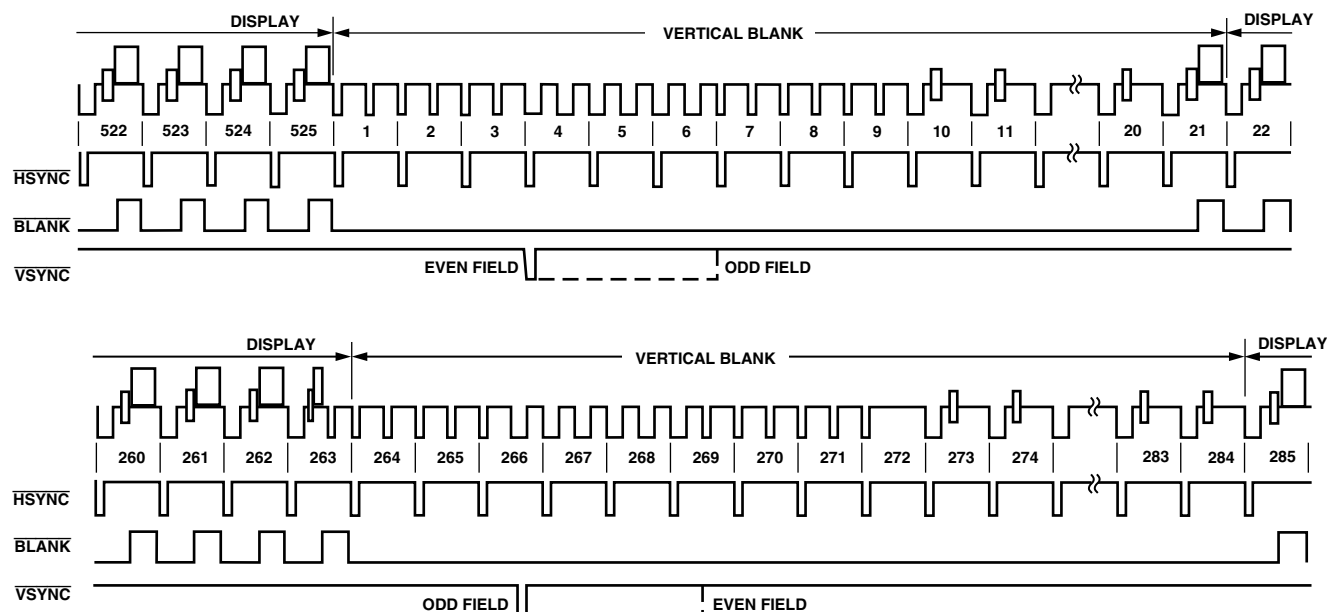 DISPLAY VERTICAL BLANK DISPLAY
522 523 524 525 1 2 3 4 5 6 7 8 9 10 11 20 21 22
HSYNC
BLANK
EVEN FIELD ODD FIELD
VSYNC
DISPLAY VERTICAL BLANK DISPLAY
260 261 262 263 264 265 266 267 268 269 270 271 272 273 274 283 284 285
HSYNC
BLANK
VSYNC
ODD FIELD EVEN FIELD